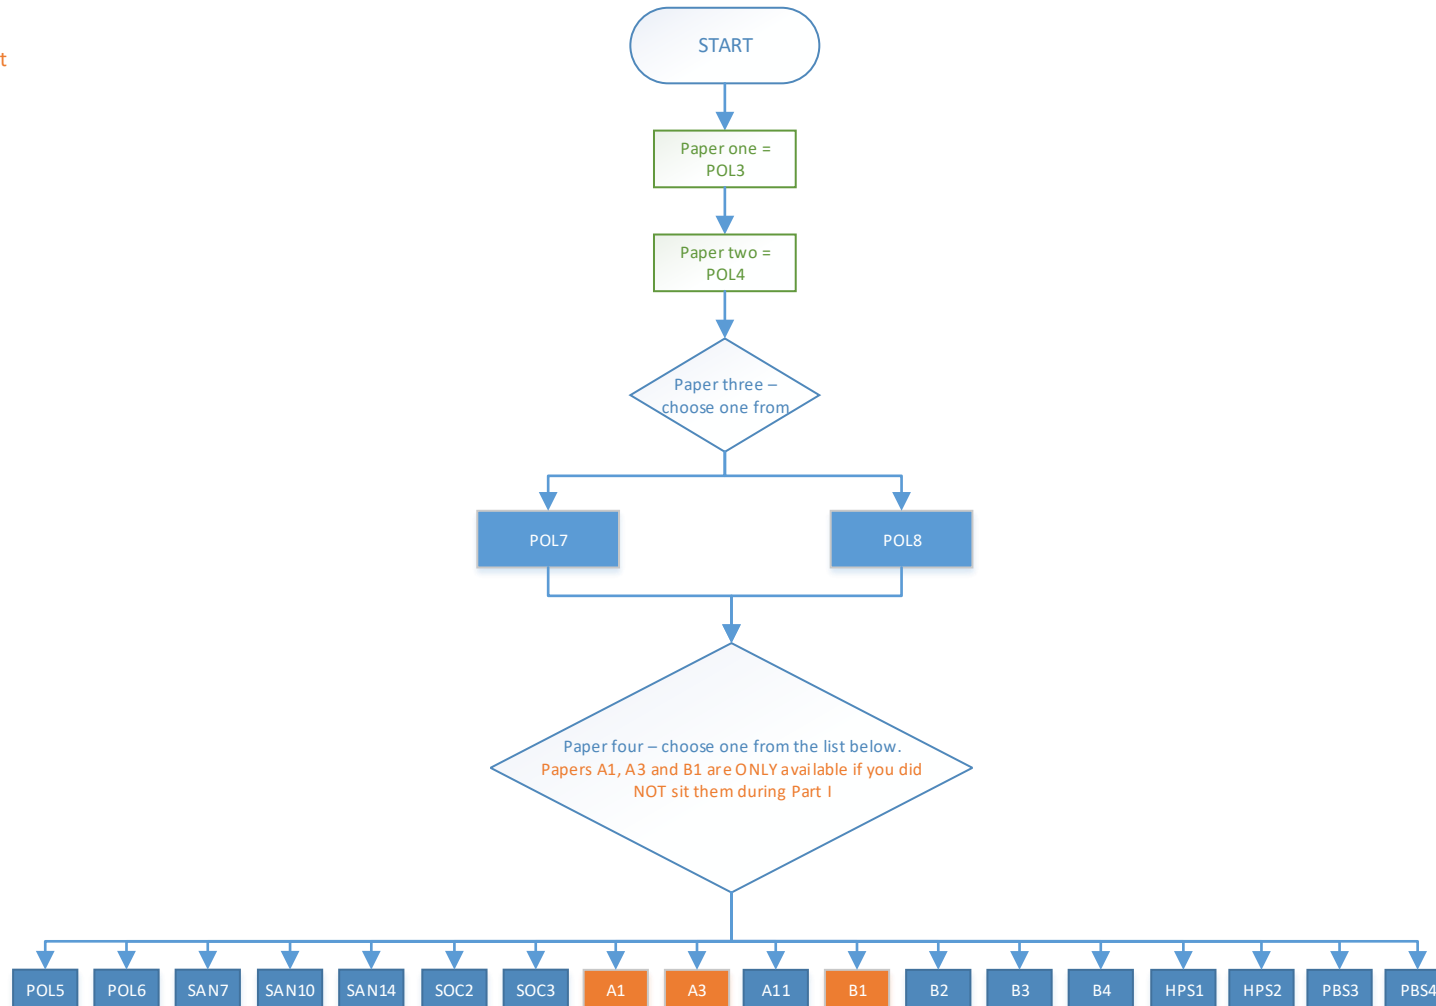 START
t
Paper one =
POL3
Paper two =
POL4
Paper three –
choose one from
POL7
POL8
Paper four – choose one from the list below.
Papers A1, A3 and B1 are ONLY available if you did
NOT sit them during Part I
POL5
POL6
SAN7
SAN10
SAN14
SOC2
SOC3
A1
A3
A11
B1
B2
B3
B4
HPS1
HPS2
PBS3
PBS4